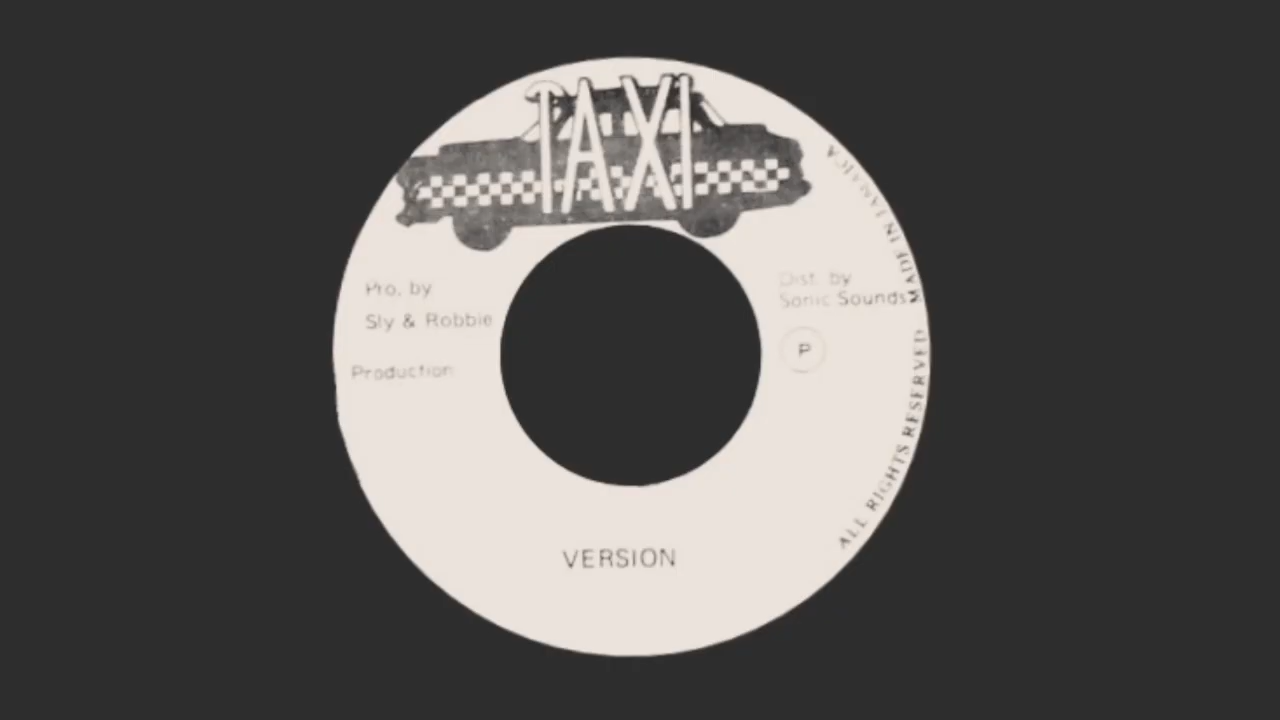 TAXI
Pro. by
Sly & Robbie
Production
Dist. by
Sonic Sounds
P
MADE IN JAMAICA
ALL RIGHTS RESERVED
VERSION